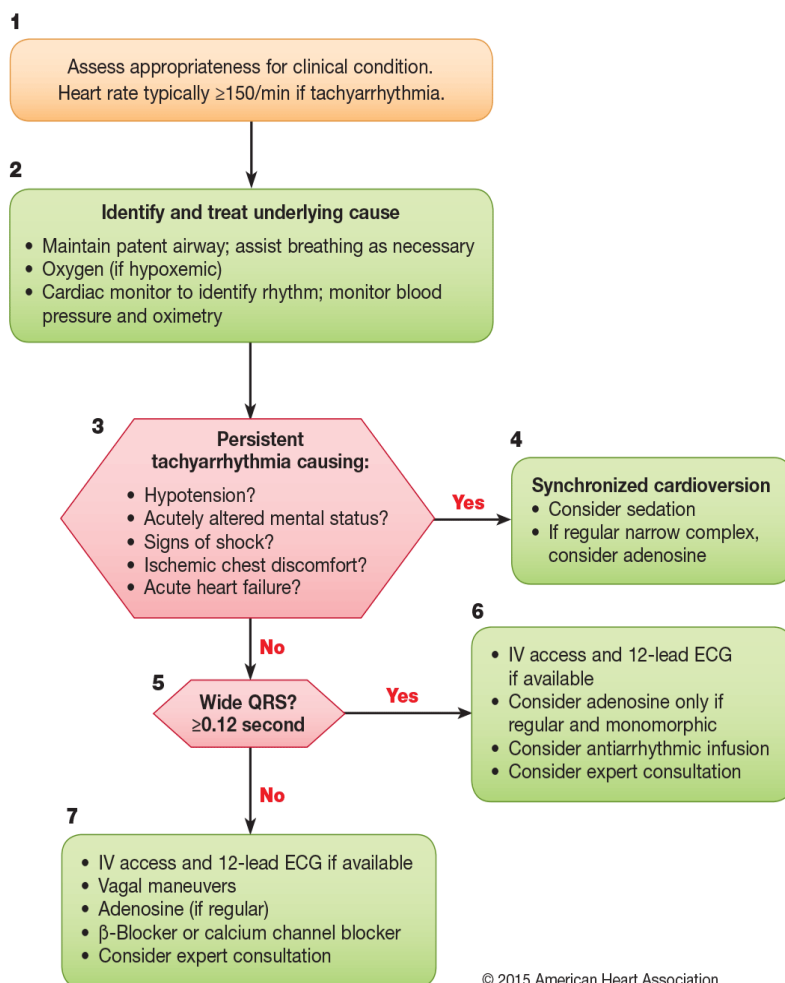 1
Assess appropriateness for clinical condition.
Heart rate typically ≥150/min if tachyarrhythmia.
2
Identify and treat underlying cause
• Maintain patent airway; assist breathing as necessary
• Oxygen (if hypoxemic)
• Cardiac monitor to identify rhythm; monitor blood
pressure and oximetry
3
Persistent
tachyarrhythmia causing:
• Hypotension?
• Acutely altered mental status?
• Signs of shock?
• Ischemic chest discomfort?
• Acute heart failure?
Yes
4
Synchronized cardioversion
• Consider sedation
• If regular narrow complex,
consider adenosine
No
5
Wide QRS?
≥0.12 second
Yes
6
• IV access and 12-lead ECG
if available
• Consider adenosine only if
regular and monomorphic
• Consider antiarrhythmic infusion
• Consider expert consultation
No
7
• IV access and 12-lead ECG if available
• Vagal maneuvers
• Adenosine (if regular)
• β-Blocker or calcium channel blocker
• Consider expert consultation
© 2015 American Heart Association